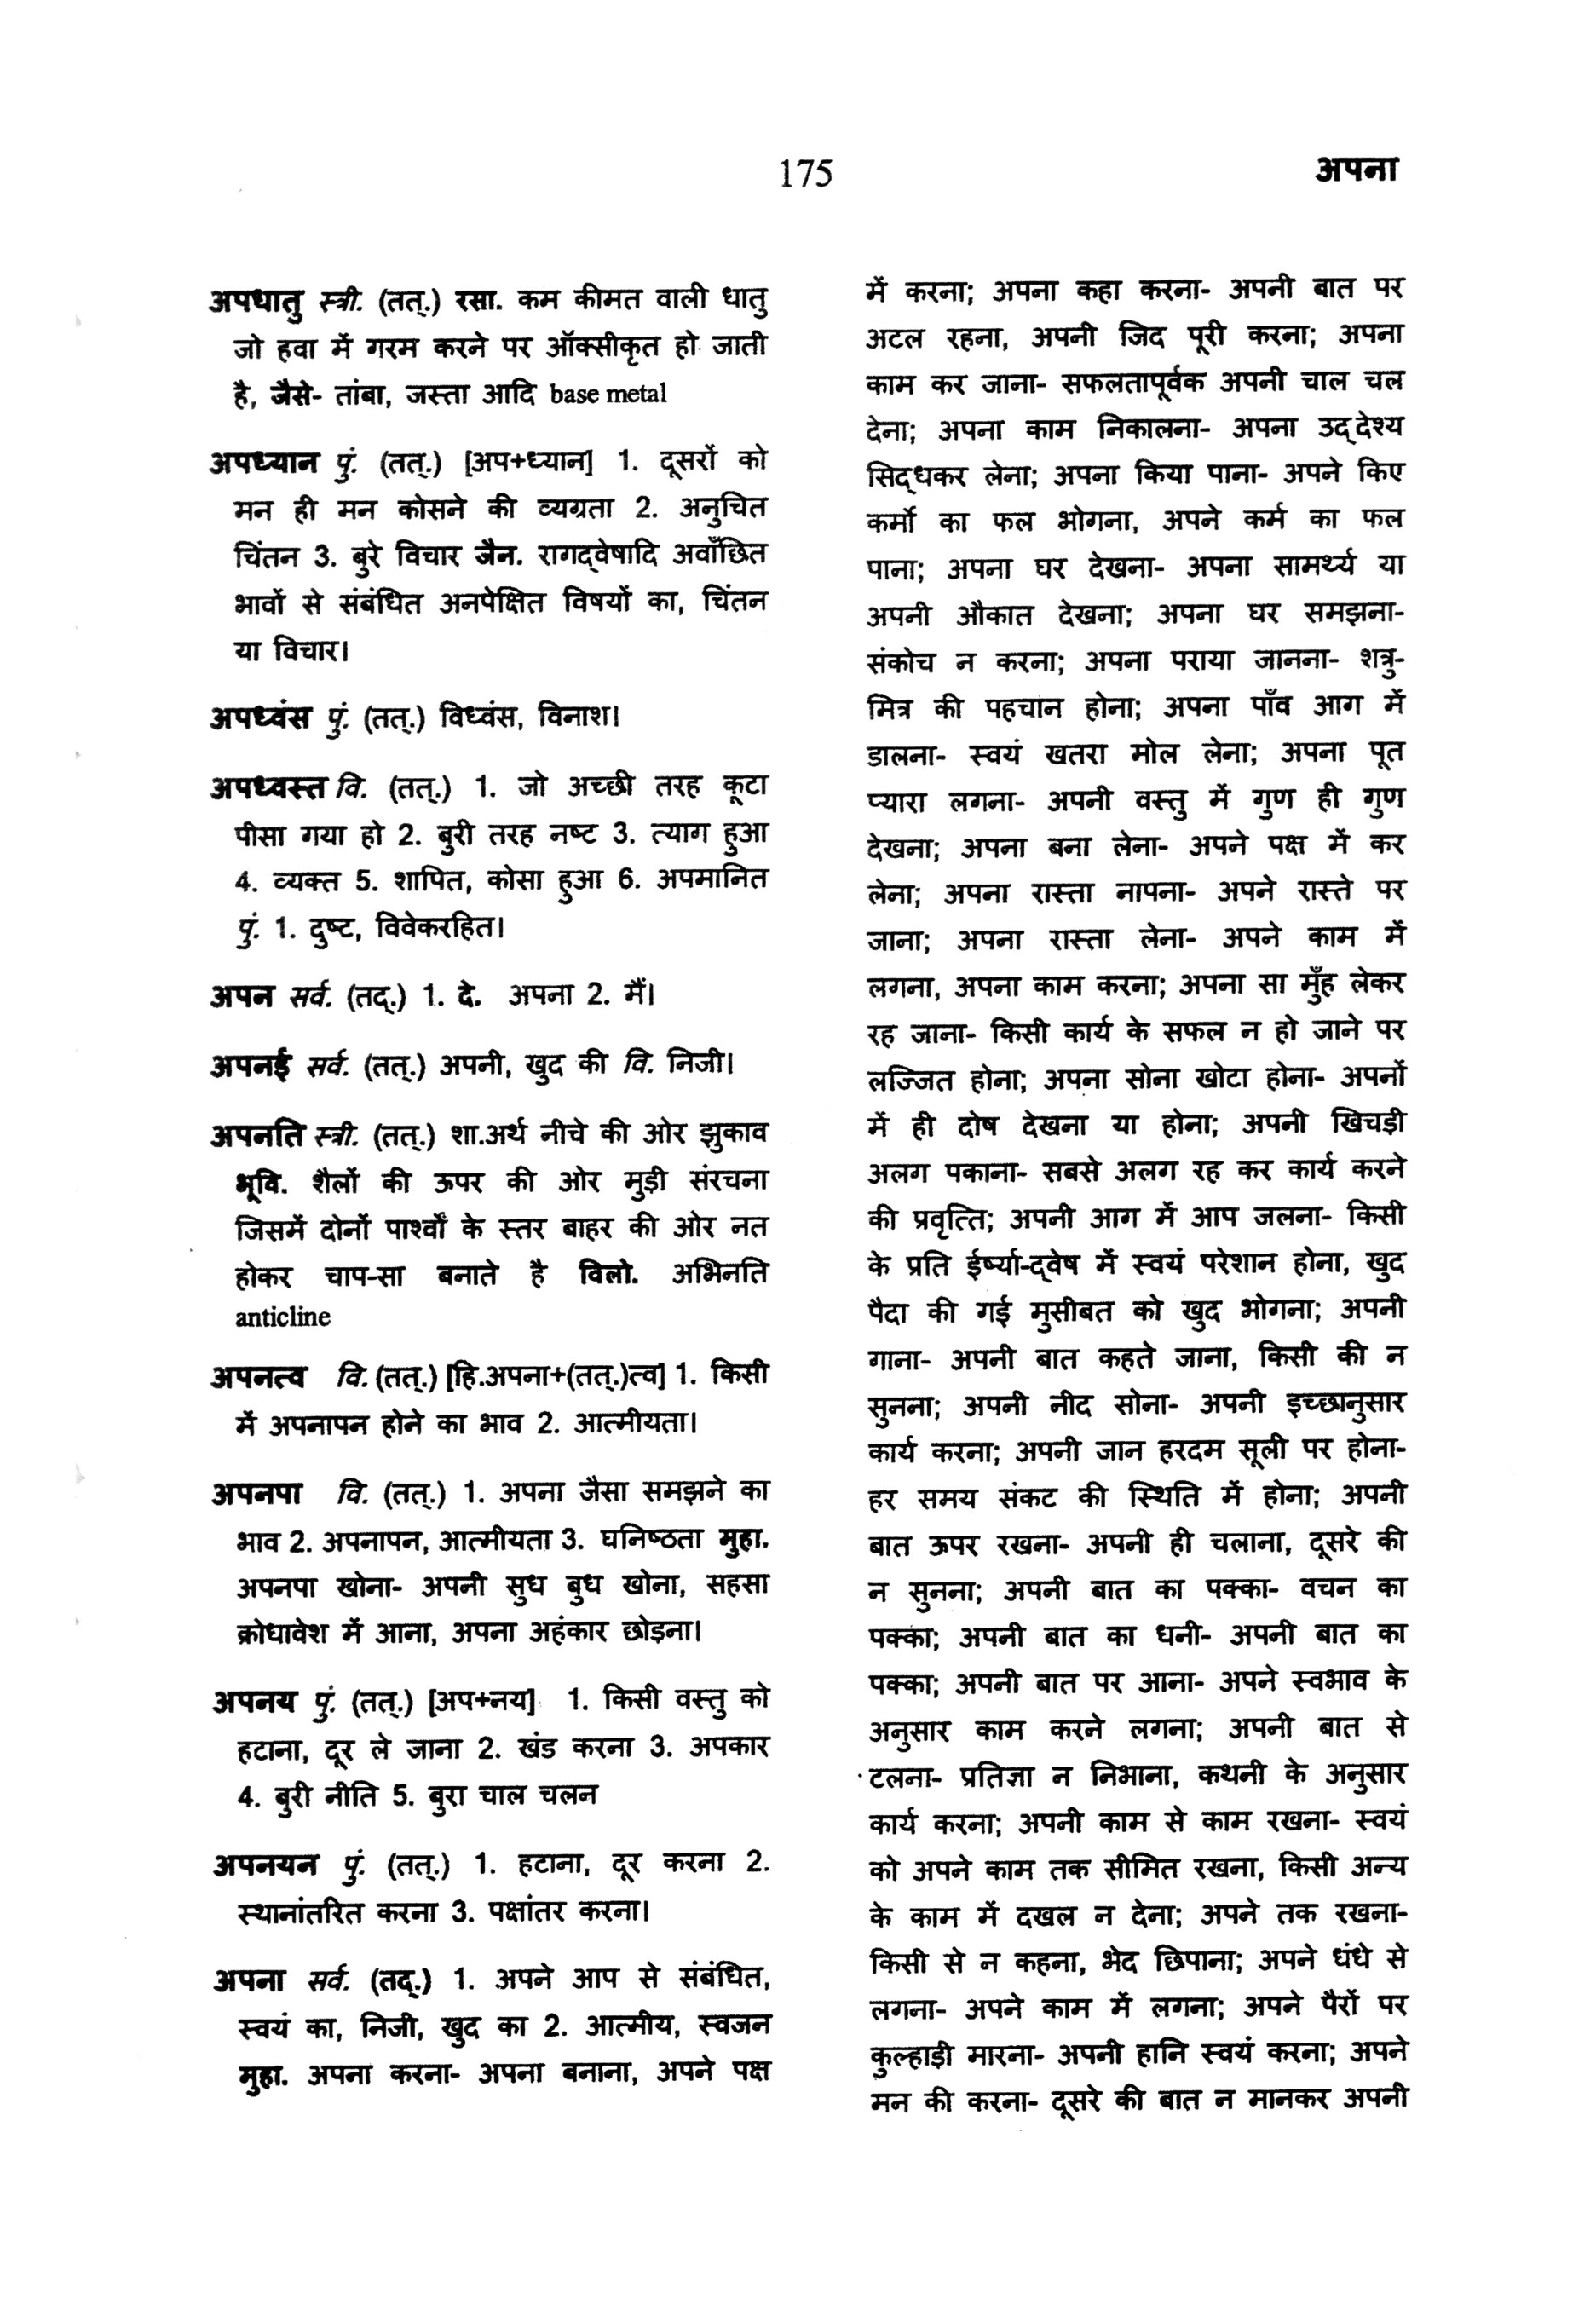 175
अपना
अपधातु स्त्री. (तत्.) रसा. कम कीमत वाली धातु
जो हवा में गरम करने पर ऑक्सीकृत हो जाती
है, जैसे- तांबा, जस्ता आदि base metal
अपध्यान पुं. (तत्.) [अप+ध्यान] 1. दूसरों को
मन ही मन कोसने की व्यग्रता 2. अनुचित
चिंतन 3. बुरे विचार जैन. रागद्‌वेषादि अवाँछित
भावों से संबंधित अनपेक्षित विषयों का, चिंतन
या विचार।
अपध्वंस पुं. (तत्.) विध्वंस, विनाश।
अपध्वस्त वि. (तत्.) 1. जो अच्छी तरह कूटा
पीसा गया हो 2. बुरी तरह नष्ट 3. त्याग हुआ
4. व्यक्त 5. शापित, कोसा हुआ 6. अपमानित
पुं. 1. दुष्ट, विवेकरहित।
अपन सर्व. (तद्.) 1. दे. अपना 2. मैं।
अपनई सर्व. (तत्.) अपनी, खुद की वि. निजी।
अपनति स्त्री. (तत्.) शा.अर्थ नीचे की ओर झुकाव
भूवि. शैलों की ऊपर की ओर मुड़ी संरचना
जिसमें दोनों पार्श्वों के स्तर बाहर की ओर नत
होकर चाप-सा बनाते है विलो. अभिनति
anticline
अपनत्व वि. (तत्.) [हि.अपना+(तत्.)त्व] 1. किसी
में अपनापन होने का भाव 2. आत्मीयता।
अपनपा वि. (तत्.) 1. अपना जैसा समझने का
भाव 2. अपनापन, आत्मीयता 3. घनिष्ठता मुहा.
अपनपा खोना- अपनी सुध बुध खोना, सहसा
क्रोधावेश में आना, अपना अहंकार छोड़ना।
अपनय पुं. (तत्.) [अप+नय] 1. किसी वस्तु को
हटाना, दूर ले जाना 2. खंड करना 3. अपकार
4. बुरी नीति 5. बुरा चाल चलन
अपनयन पुं. (तत्.) 1. हटाना, दूर करना 2.
स्थानांतरित करना 3. पक्षांतर करना।
अपना सर्व. (तद्.) 1. अपने आप से संबंधित,
स्वयं का, निजी, खुद का 2. आत्मीय, स्वजन
मुहा. अपना करना- अपना बनाना, अपने पक्ष
में करना; अपना कहा करना- अपनी बात पर
अटल रहना, अपनी जिद पूरी करना; अपना
काम कर जाना- सफलतापूर्वक अपनी चाल चल
देना; अपना काम निकालना- अपना उद्‌देश्य
सिद्‌धकर लेना; अपना किया पाना- अपने किए
कर्मो का फल भोगना, अपने कर्म का फल
पाना; अपना घर देखना- अपना सामर्थ्य या
अपनी औकात देखना; अपना घर समझना-
संकोच न करना; अपना पराया जानना- शत्रु-
मित्र की पहचान होना; अपना पाँव आग में
डालना- स्वयं खतरा मोल लेना; अपना पूत
प्यारा लगना- अपनी वस्तु में गुण ही गुण
देखना; अपना बना लेना- अपने पक्ष में कर
लेना; अपना रास्ता नापना- अपने रास्ते पर
जाना; अपना रास्ता लेना- अपने काम में
लगना, अपना काम करना; अपना सा मुँह लेकर
रह जाना- किसी कार्य के सफल न हो जाने पर
लज्जित होना; अपना सोना खोटा होना- अपनों
में ही दोष देखना या होना; अपनी खिचड़ी
अलग पकाना- सबसे अलग रह कर कार्य करने
की प्रवृत्ति; अपनी आग में आप जलना- किसी
के प्रति ईर्ष्या-द्‌वेष में स्वयं परेशान होना, खुद
पैदा की गई मुसीबत को खुद भोगना; अपनी
गाना- अपनी बात कहते जाना, किसी की न
सुनना; अपनी नीद सोना- अपनी इच्छानुसार
कार्य करना; अपनी जान हरदम सूली पर होना-
हर समय संकट की स्थिति में होना; अपनी
बात ऊपर रखना- अपनी ही चलाना, दूसरे की
न सुनना; अपनी बात का पक्का- वचन का
पक्का; अपनी बात का धनी- अपनी बात का
पक्का; अपनी बात पर आना- अपने स्वभाव के
अनुसार काम करने लगना; अपनी बात से
टलना- प्रतिज्ञा न निभाना, कथनी के अनुसार
कार्य करना; अपनी काम से काम रखना- स्वयं
को अपने काम तक सीमित रखना, किसी अन्य
के काम में दखल न देना; अपने तक रखना-
किसी से न कहना, भेद छिपाना; अपने धंधे से
लगना- अपने काम में लगना; अपने पैरों पर
कुल्हाड़ी मारना- अपनी हानि स्वयं करना; अपने
मन की करना- दूसरे की बात न मानकर अपनी